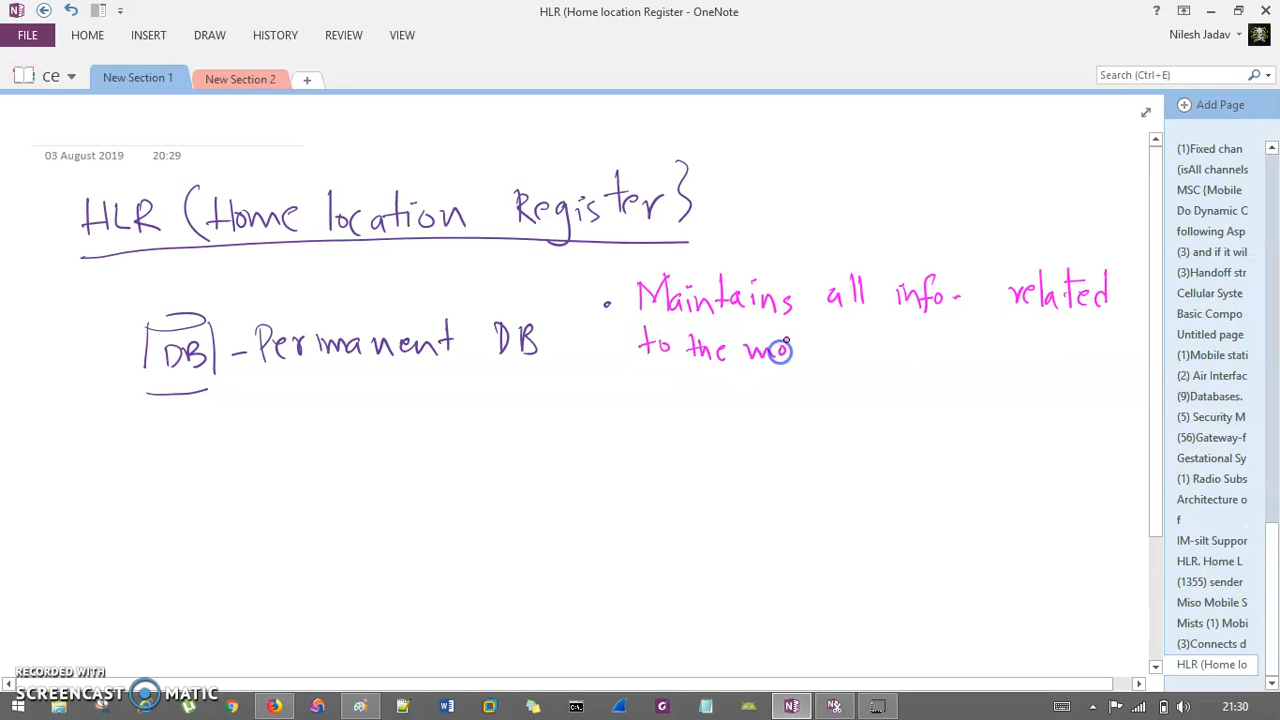 HLR (Home location Register - OneNote
Nilesh Jadav
FILE HOME INSERT DRAW HISTORY REVIEW VIEW
ce New Section 1 New Section 2 + Search (Ctrl+E)
Add Page
03 August 2019 20:29
HLR (Home location Register}
DB - Permanent DB
• Maintains all info. related
to the mo
(1)Fixed chan
(isAll channels
MSC {Mobile
Do Dynamic C
following Asp
(3) and if it wil
(3)Handoff str
Cellular Syste
Basic Compo
Untitled page
(1)Mobile stati
(2) Air Interfac
(9)Databases.
(5) Security M
(56)Gateway-f
Gestational Sy
(1) Radio Subs
Architecture o
f
IM-silt Suppor
HLR. Home L
(1355) sender
Miso Mobile S
Mists (1) Mobi
(3)Connects d
HLR (Home lo
RECORDED WITH
SCREENCAST MATIC
21:30